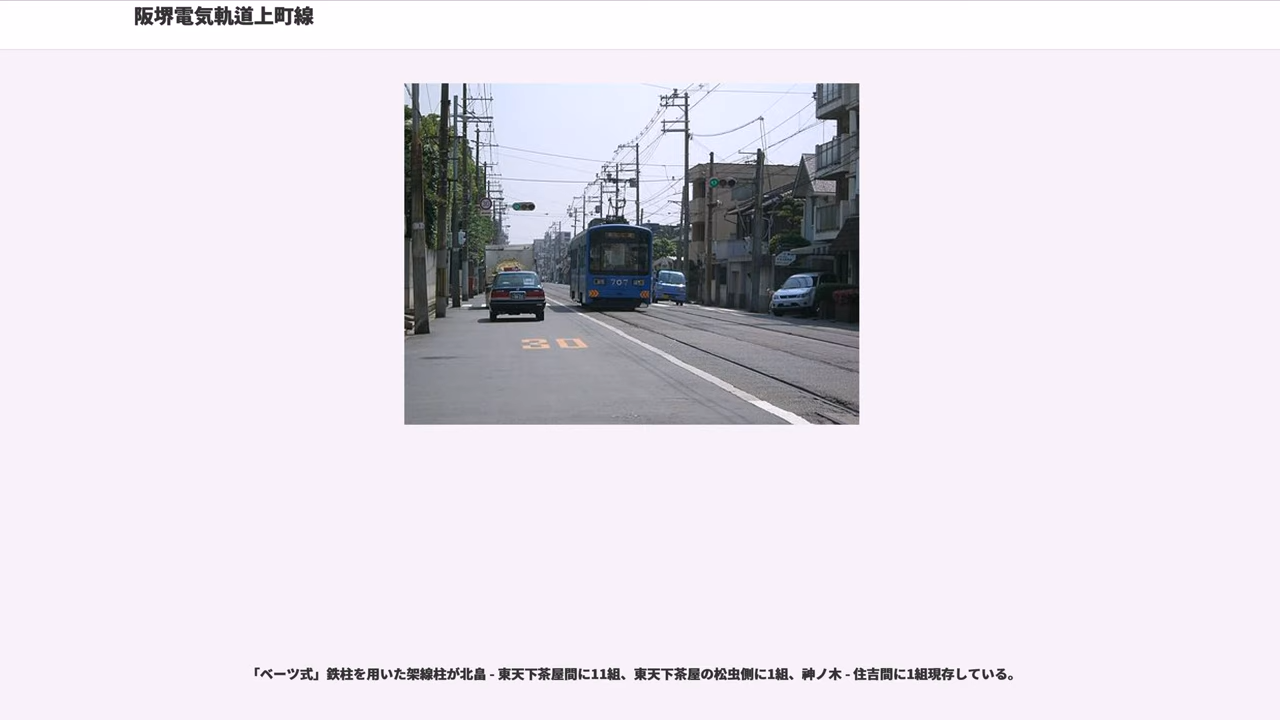 阪堺電気軌道上町線
707
30
「ベーツ式」鉄柱を用いた架線柱が北畠 - 東天下茶屋間に11組、東天下茶屋の松虫側に1組、神ノ木 - 住吉間に1組現存している。